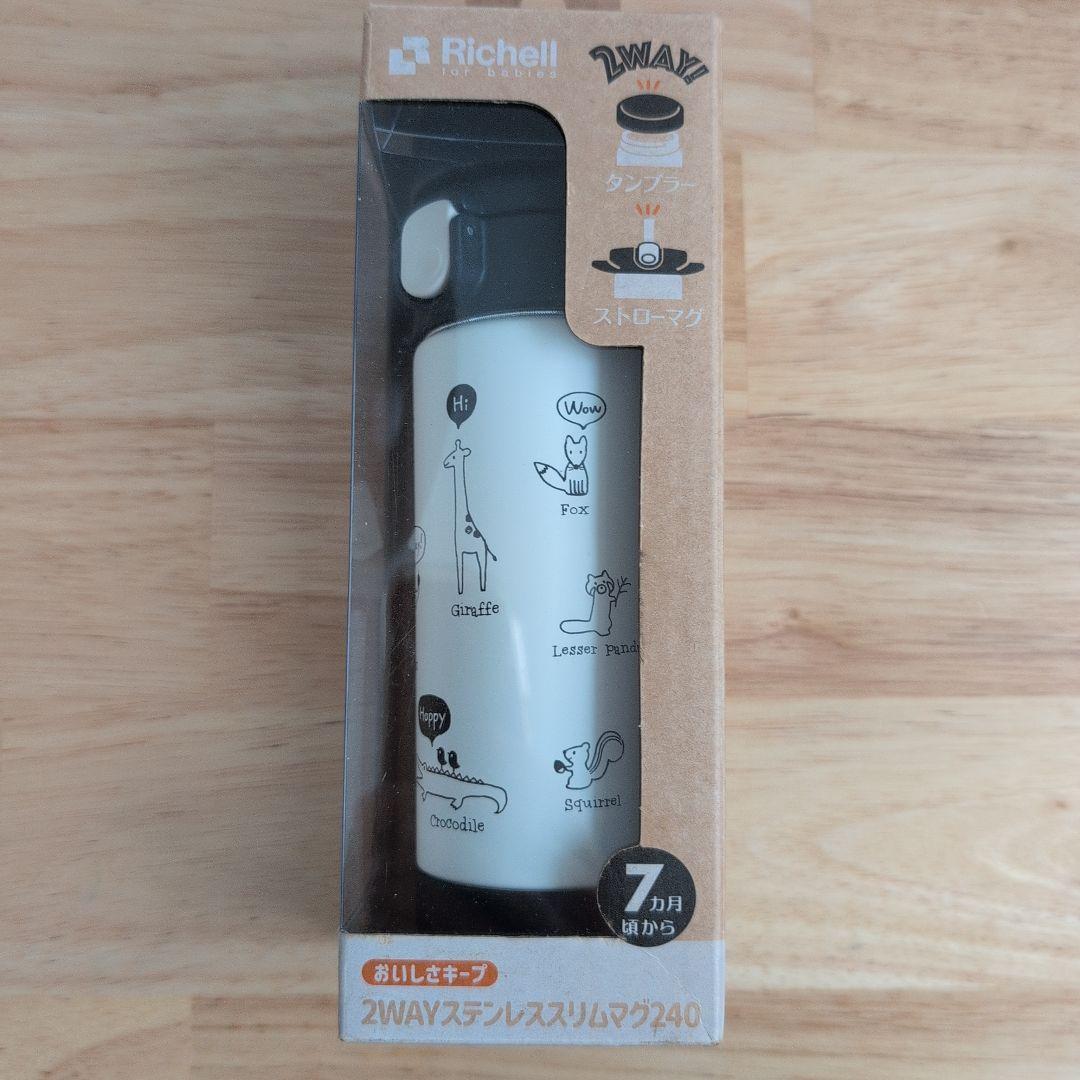 Richell
for babies
2WAY!
タンブラー
ストローマグ
Hi
Wow
Fox
Giraffe
Lesser Pand
Happy
Squirrel
Crocodile
7カ月
頃から
おいしさキープ
2WAYステンレススリムマグ240